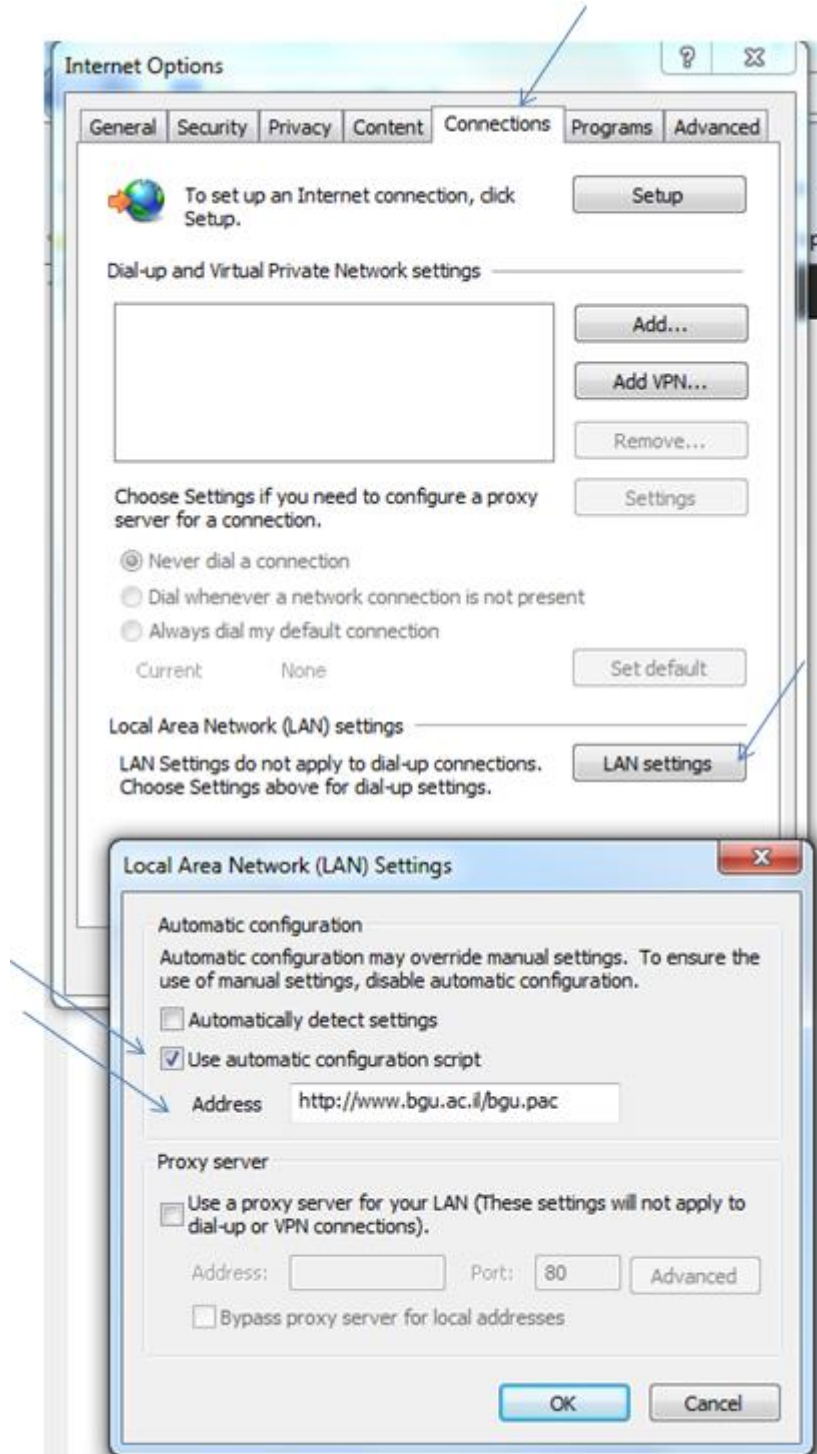 Internet Options
General Security Privacy Content Connections Programs Advanced
To set up an Internet connection, click
Setup.
Setup
Dial-up and Virtual Private Network settings
Add...
Add VPN...
Remove...
Choose Settings if you need to configure a proxy
server for a connection.
Settings
Never dial a connection
Dial whenever a network connection is not present
Always dial my default connection
Current None
Set default
Local Area Network (LAN) settings
LAN Settings do not apply to dial-up connections.
Choose Settings above for dial-up settings.
LAN settings
Local Area Network (LAN) Settings
Automatic configuration
Automatic configuration may override manual settings. To ensure the
use of manual settings, disable automatic configuration.
Automatically detect settings
Use automatic configuration script
Address http://www.bgu.ac.il/bgu.pac
Proxy server
Use a proxy server for your LAN (These settings will not apply to
dial-up or VPN connections).
Address: Port: 80 Advanced
Bypass proxy server for local addresses
OK Cancel